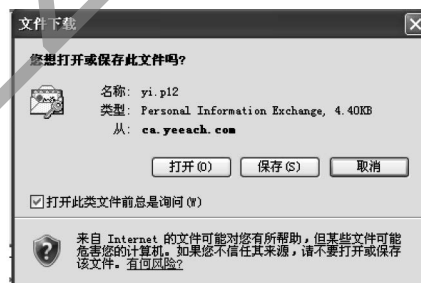 文件下载
您想打开或保存此文件吗?
名称: yi.p12
类型: Personal Information Exchange, 4.40KB
从: ca.yeeach.com
打开(O) 保存(S) 取消
打开此类文件前总是询问(W)
来自 Internet 的文件可能对您有所帮助,但某些文件可能
危害您的计算机。如果您不信任其来源,请不要打开或保存
该文件。有何风险?